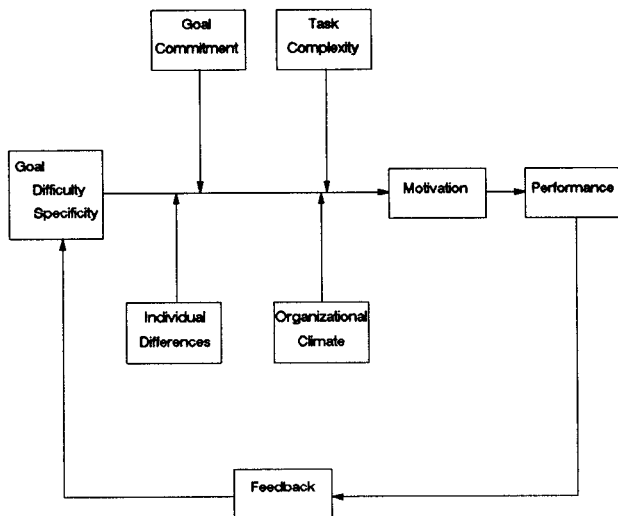 Goal
Commitment
Task
Complexity
Goal
Difficulty
Specificity
Motivation
Performance
Individual
Differences
Organizational
Climate
Feedback